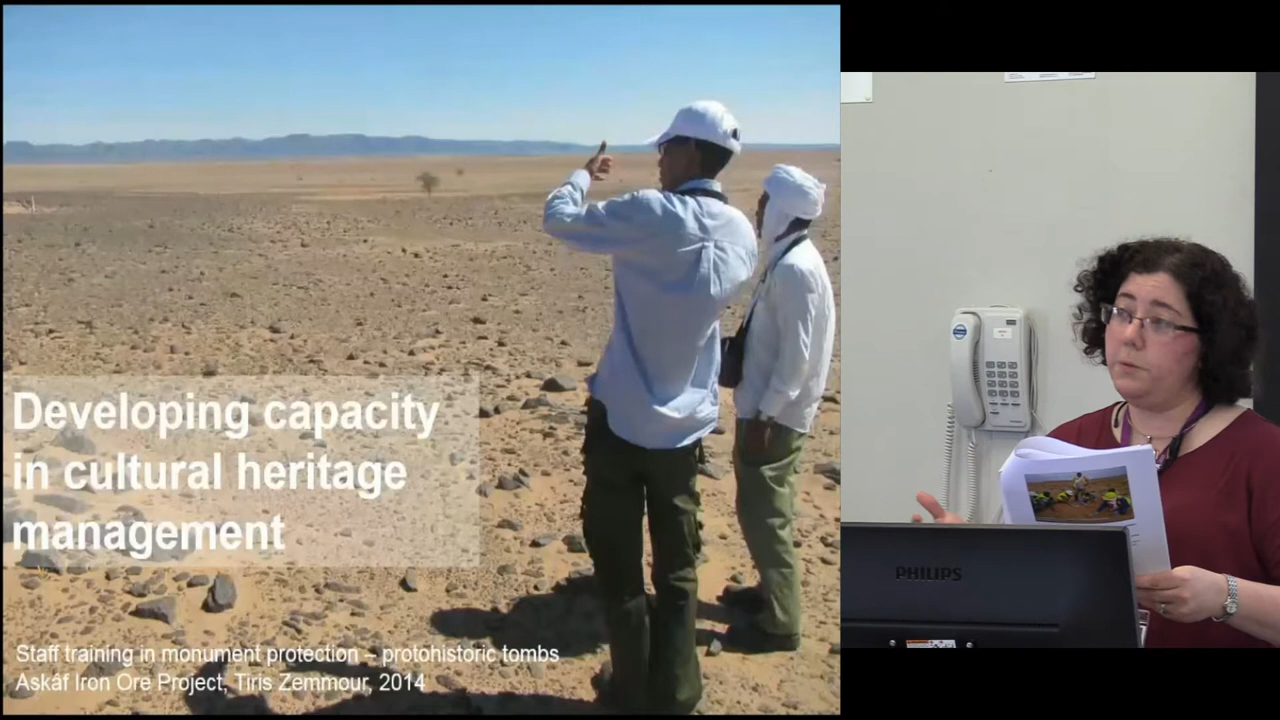 Developing capacity
in cultural heritage
management
Staff training in monument protection – protohistoric tombs
Askâf Iron Ore Project, Tiris Zemmour, 2014
PHILIPS